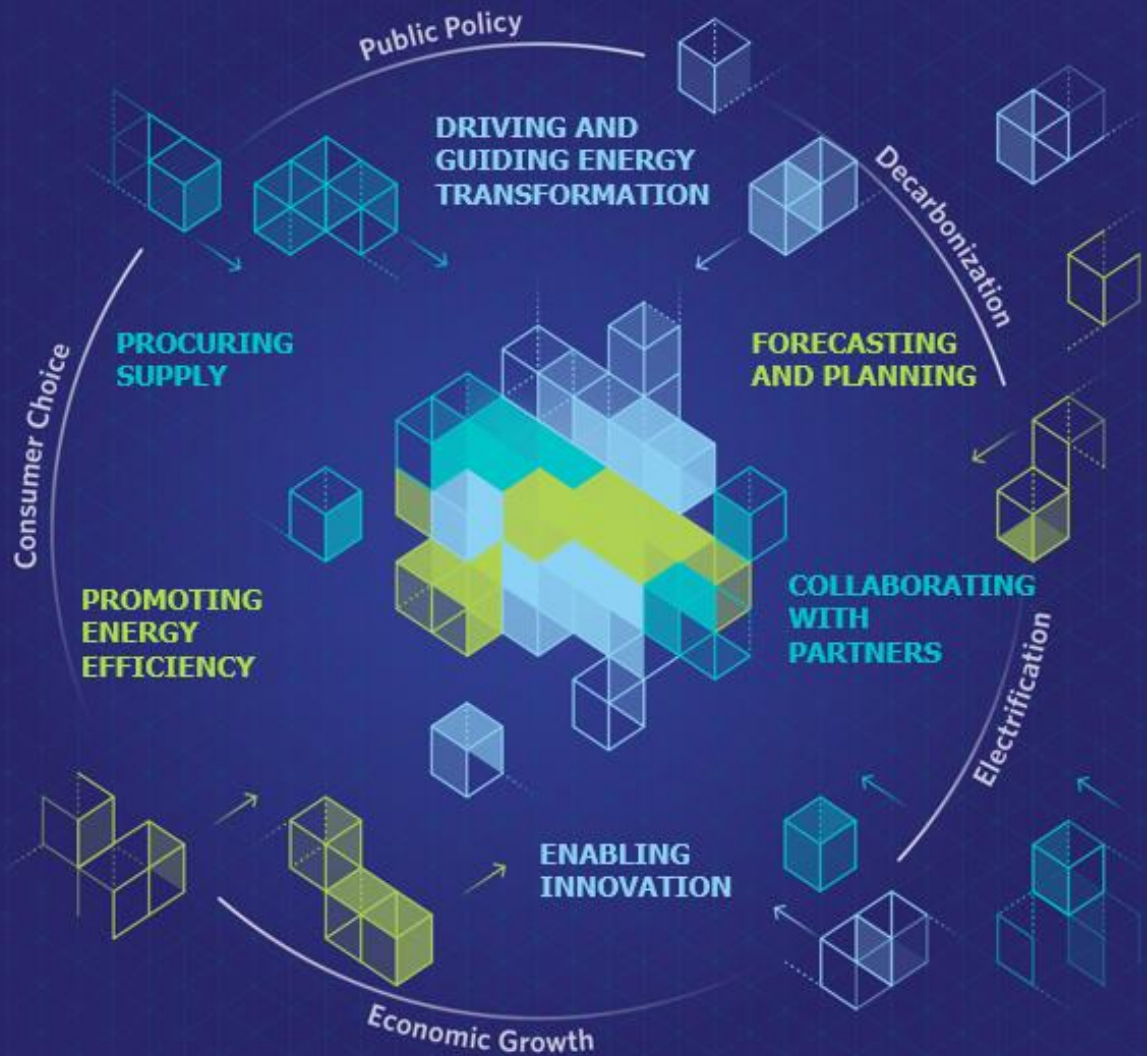 Public Policy
DRIVING AND
GUIDING ENERGY
TRANSFORMATION
Decarbonization
PROCURING
SUPPLY
FORECASTING
AND PLANNING
Consumer Choice
PROMOTING
ENERGY
EFFICIENCY
COLLABORATING
WITH
PARTNERS
Electrification
ENABLING
INNOVATION
Economic Growth